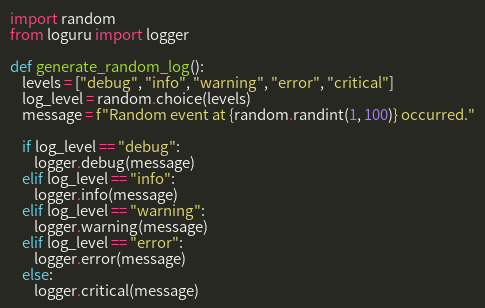 import random
from loguru import logger

def generate_random_log():
    levels = ["debug", "info", "warning", "error", "critical"]
    log_level = random.choice(levels)
    message = f"Random event at {random.randint(1, 100)} occurred."

    if log_level == "debug":
        logger.debug(message)
    elif log_level == "info":
        logger.info(message)
    elif log_level == "warning":
        logger.warning(message)
    elif log_level == "error":
        logger.error(message)
    else:
        logger.critical(message)